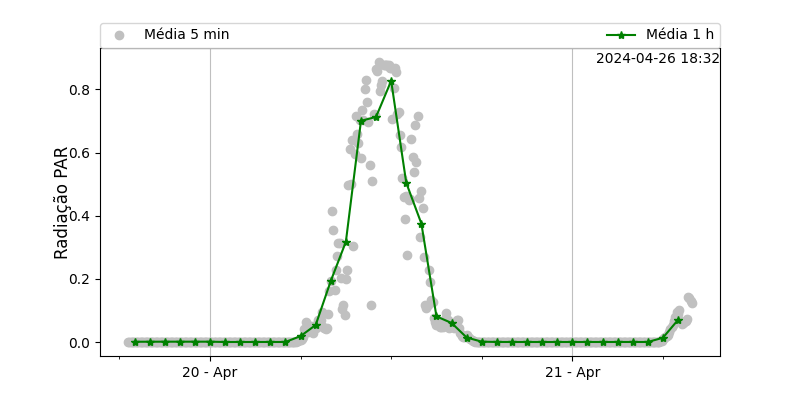 Média 5 min
Média 1 h
2024-04-26 18:32
0.8
0.6
0.4
0.2
0.0
Radiação PAR
20 - Apr
21 - Apr